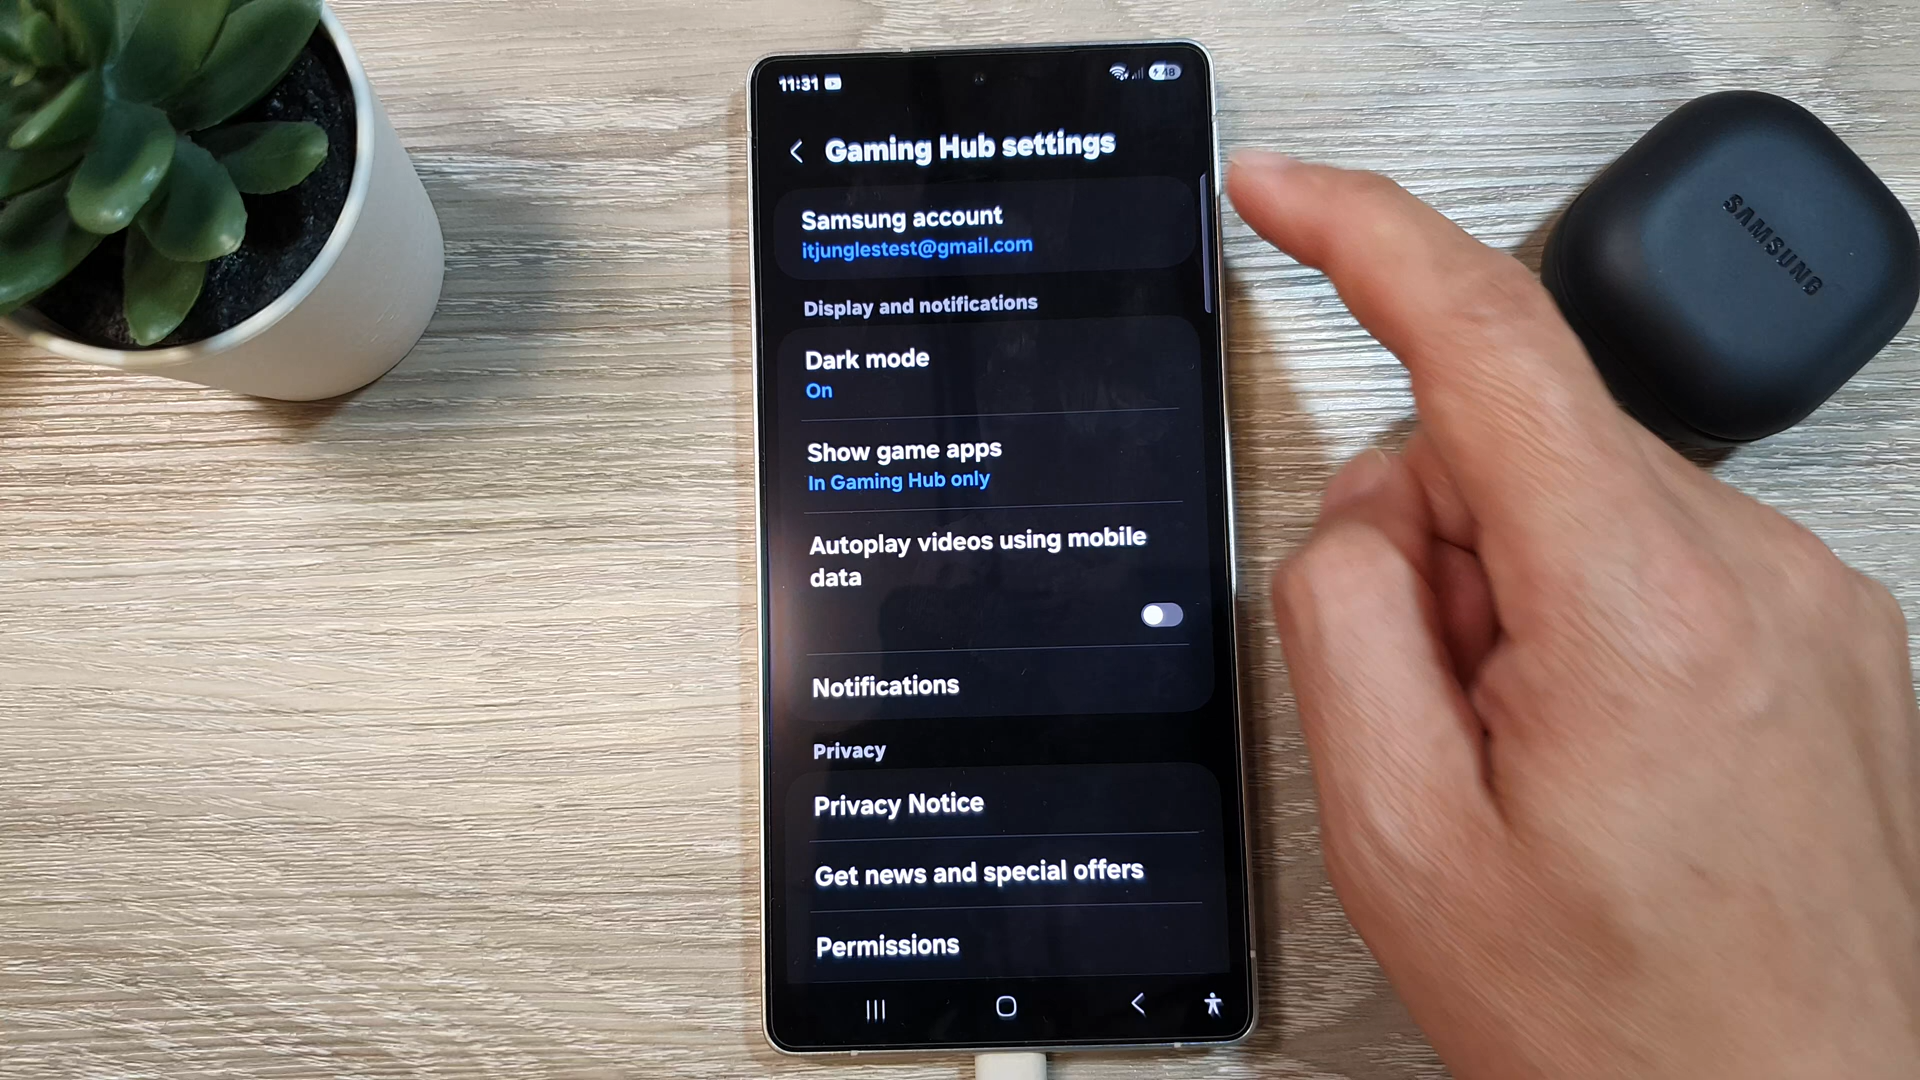 11:31
48
Gaming Hub settings
Samsung account
itjunglestest@gmail.com
Display and notifications
Dark mode
On
Show game apps
In Gaming Hub only
Autoplay videos using mobile
data
Notifications
Privacy
Privacy Notice
Get news and special offers
Permissions
SAMSUNG